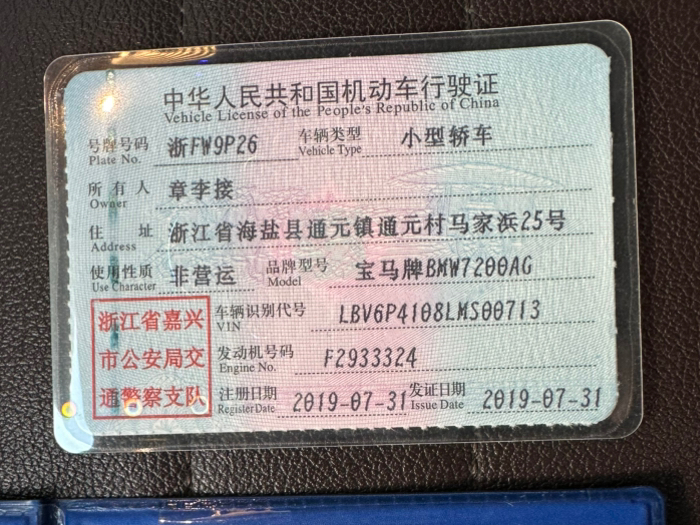 中华人民共和国机动车行驶证
Vehicle License of the People's Republic of China
号牌号码 浙FW9P26 车辆类型 小型轿车
Plate No. Vehicle Type
所有人 章李接
Owner
住址 浙江省海盐县通元镇通元村马家浜25号
Address
使用性质 非营运 品牌型号 宝马牌BMW7200AG
Use Character Model
浙江省嘉兴
市公安局交
通警察支队
车辆识别代号 LBV6P4108LMS00713
VIN
发动机号码 F2933324
Engine No.
注册日期 2019-07-31 发证日期 2019-07-31
Register Date Issue Date